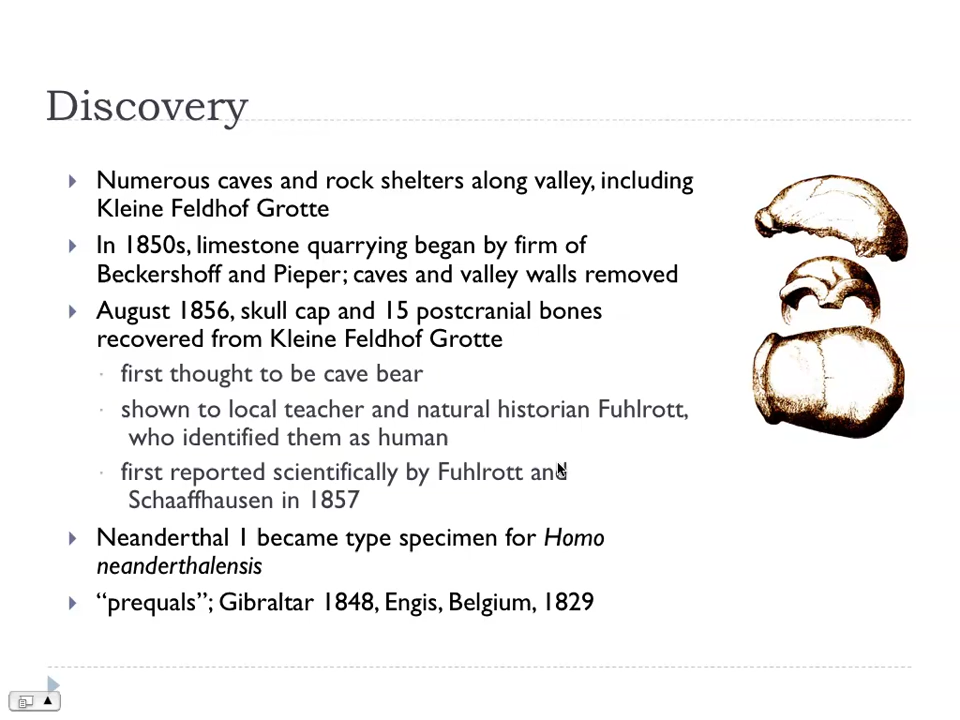 Discovery
Numerous caves and rock shelters along valley, including
Kleine Feldhof Grotte
In 1850s, limestone quarrying began by firm of
Beckershoff and Pieper; caves and valley walls removed
August 1856, skull cap and 15 postcranial bones
recovered from Kleine Feldhof Grotte
first thought to be cave bear
shown to local teacher and natural historian Fuhlrott,
who identified them as human
first reported scientifically by Fuhlrott and
Schaaffhausen in 1857
Neanderthal 1 became type specimen for Homo
neanderthalensis
“prequals”; Gibraltar 1848, Engis, Belgium, 1829